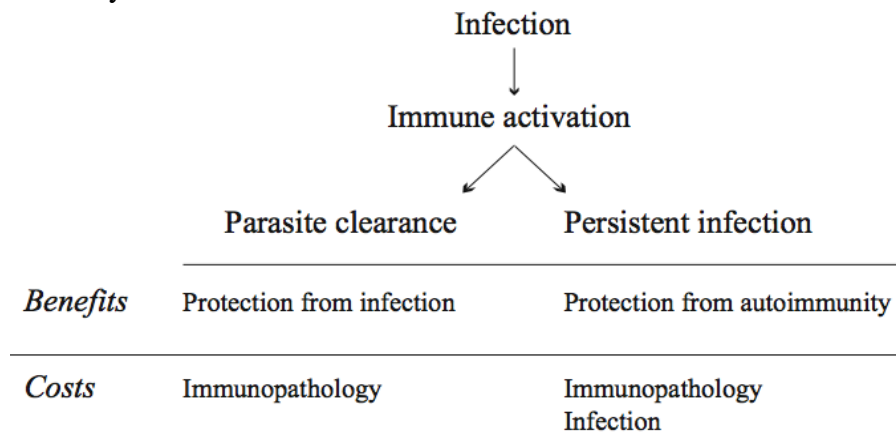 Infection
Immune activation
Parasite clearance Persistent infection
Benefits Protection from infection Protection from autoimmunity
Costs Immunopathology Immunopathology
Infection